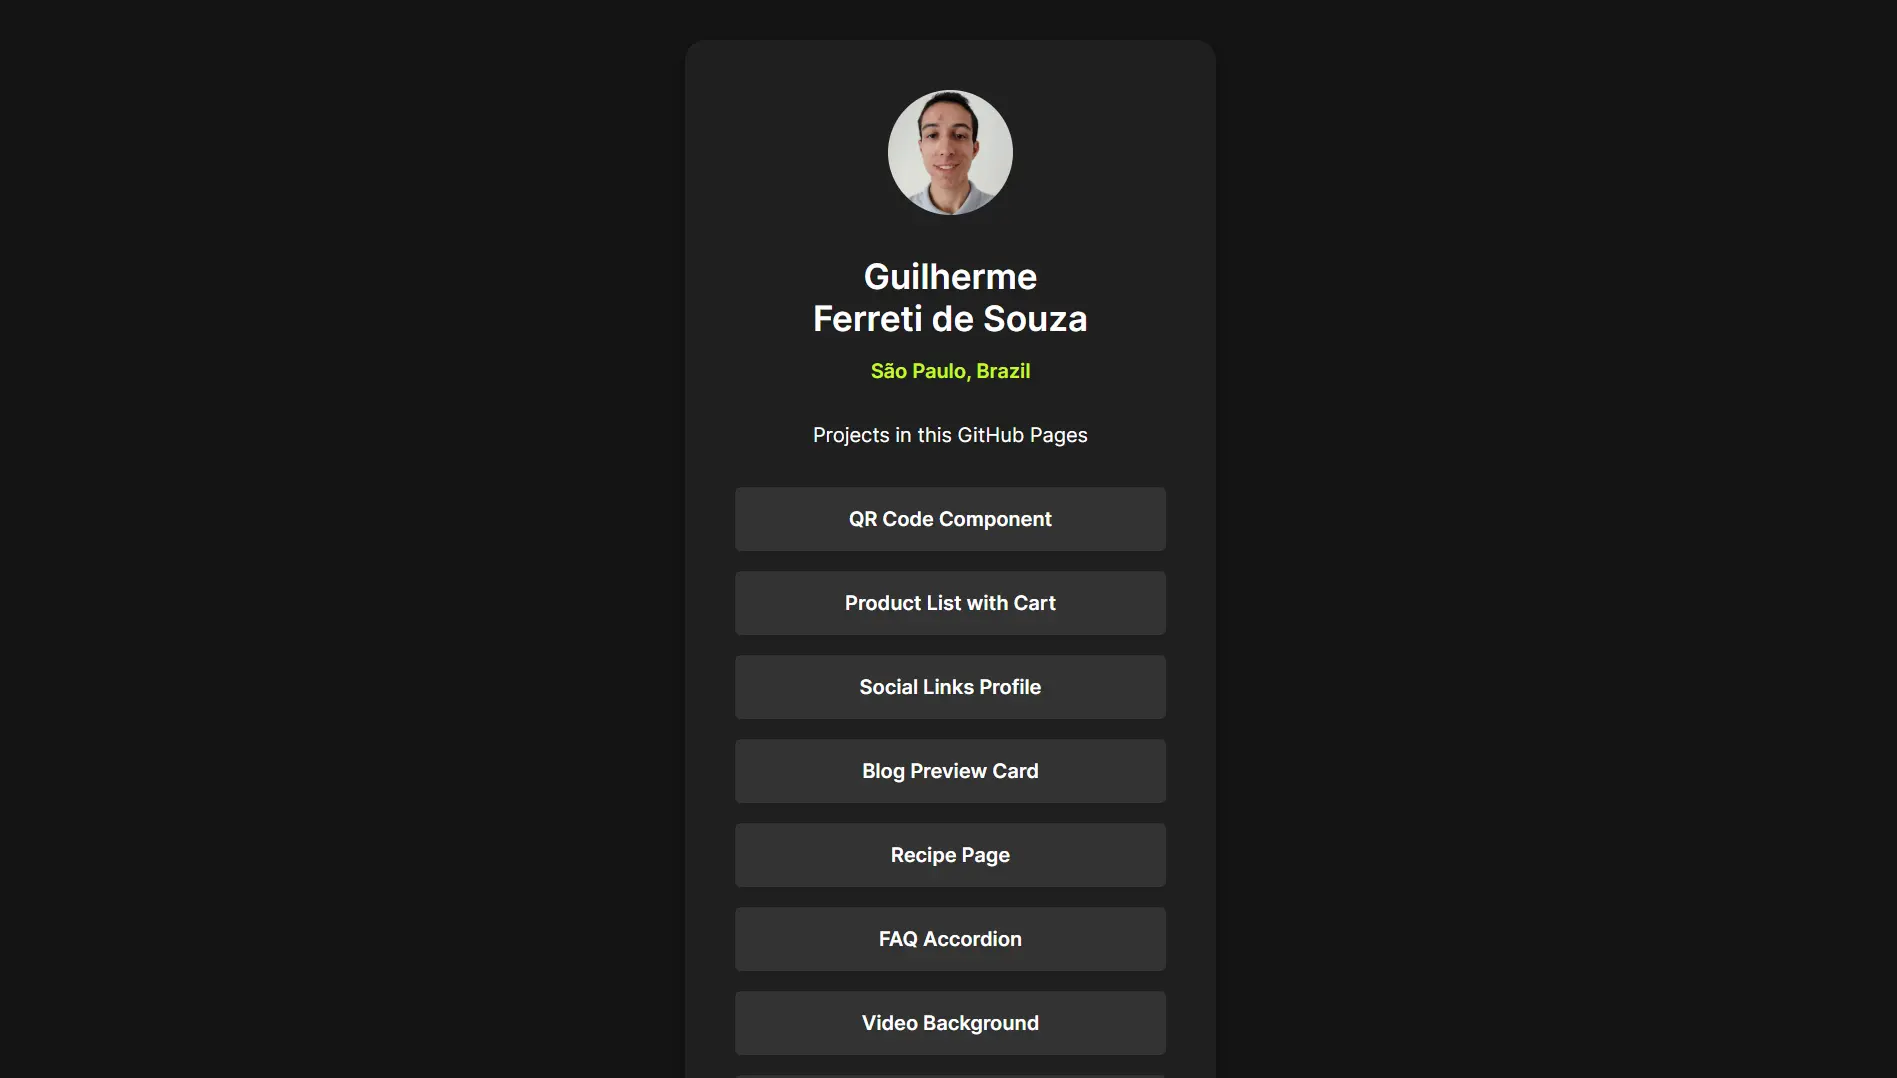 Guilherme
Ferreti de Souza
São Paulo, Brazil
Projects in this GitHub Pages
QR Code Component
Product List with Cart
Social Links Profile
Blog Preview Card
Recipe Page
FAQ Accordion
Video Background